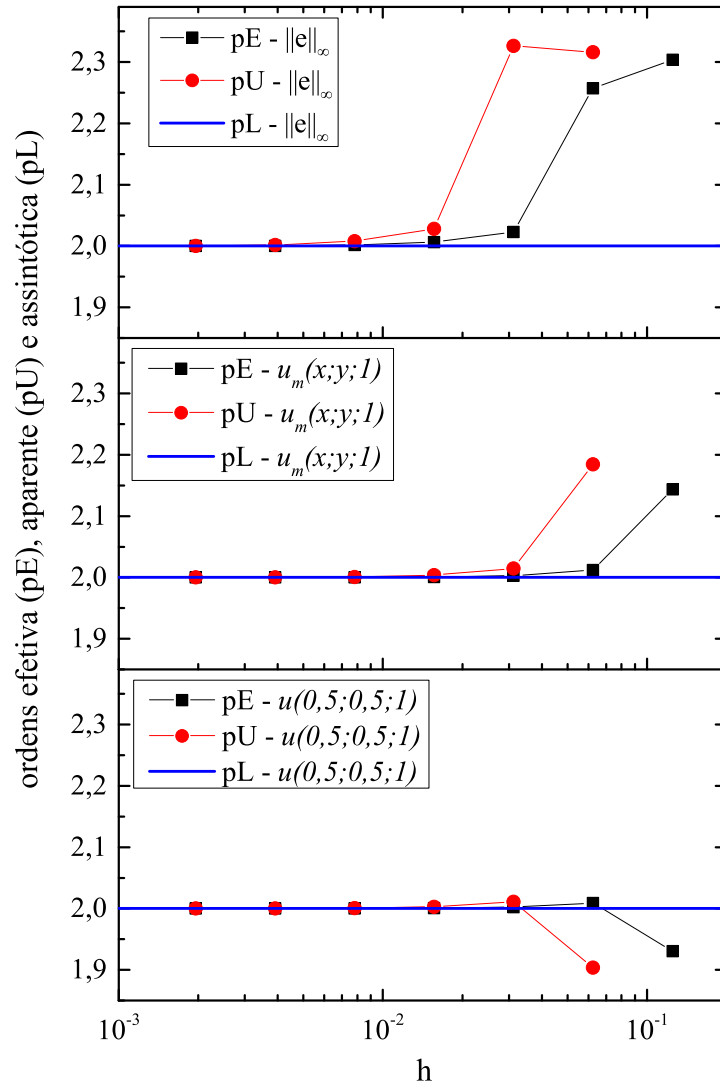 ordens efetiva (pE), aparente (pU) e assintótica (pL)
pE - ||e||∞
pU - ||e||∞
pL - ||e||∞
2,3
2,2
2,1
2,0
1,9
pE - u_m(x;y;1)
pU - u_m(x;y;1)
pL - u_m(x;y;1)
2,3
2,2
2,1
2,0
1,9
pE - u(0,5;0,5;1)
pU - u(0,5;0,5;1)
pL - u(0,5;0,5;1)
2,3
2,2
2,1
2,0
1,9
10^-3
10^-2
10^-1
h